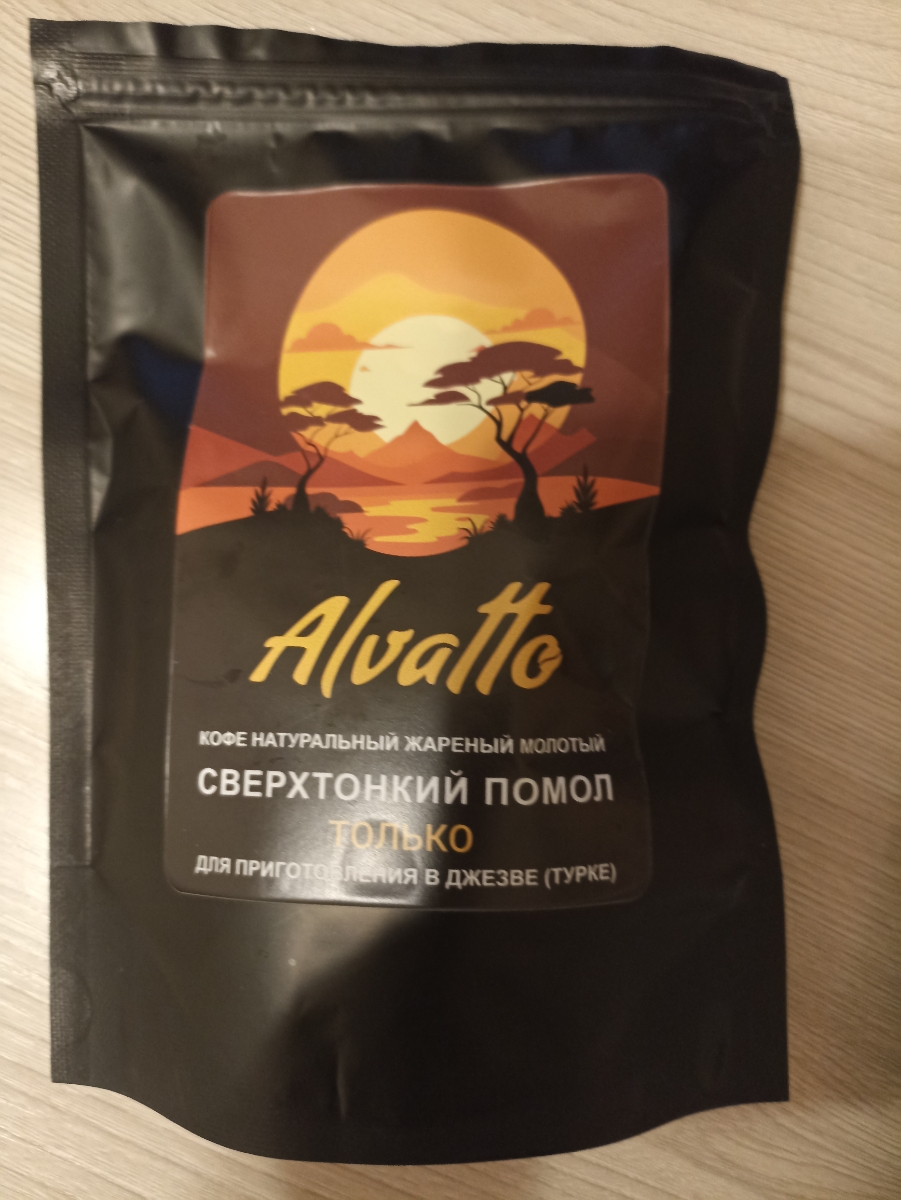 Alvatto
КОФЕ НАТУРАЛЬНЫЙ ЖАРЕНЫЙ МОЛОТЫЙ
СВЕРХТОНКИЙ ПОМОЛ
ТОЛЬКО
ДЛЯ ПРИГОТОВЛЕНИЯ В ДЖЕЗВЕ (ТУРКЕ)